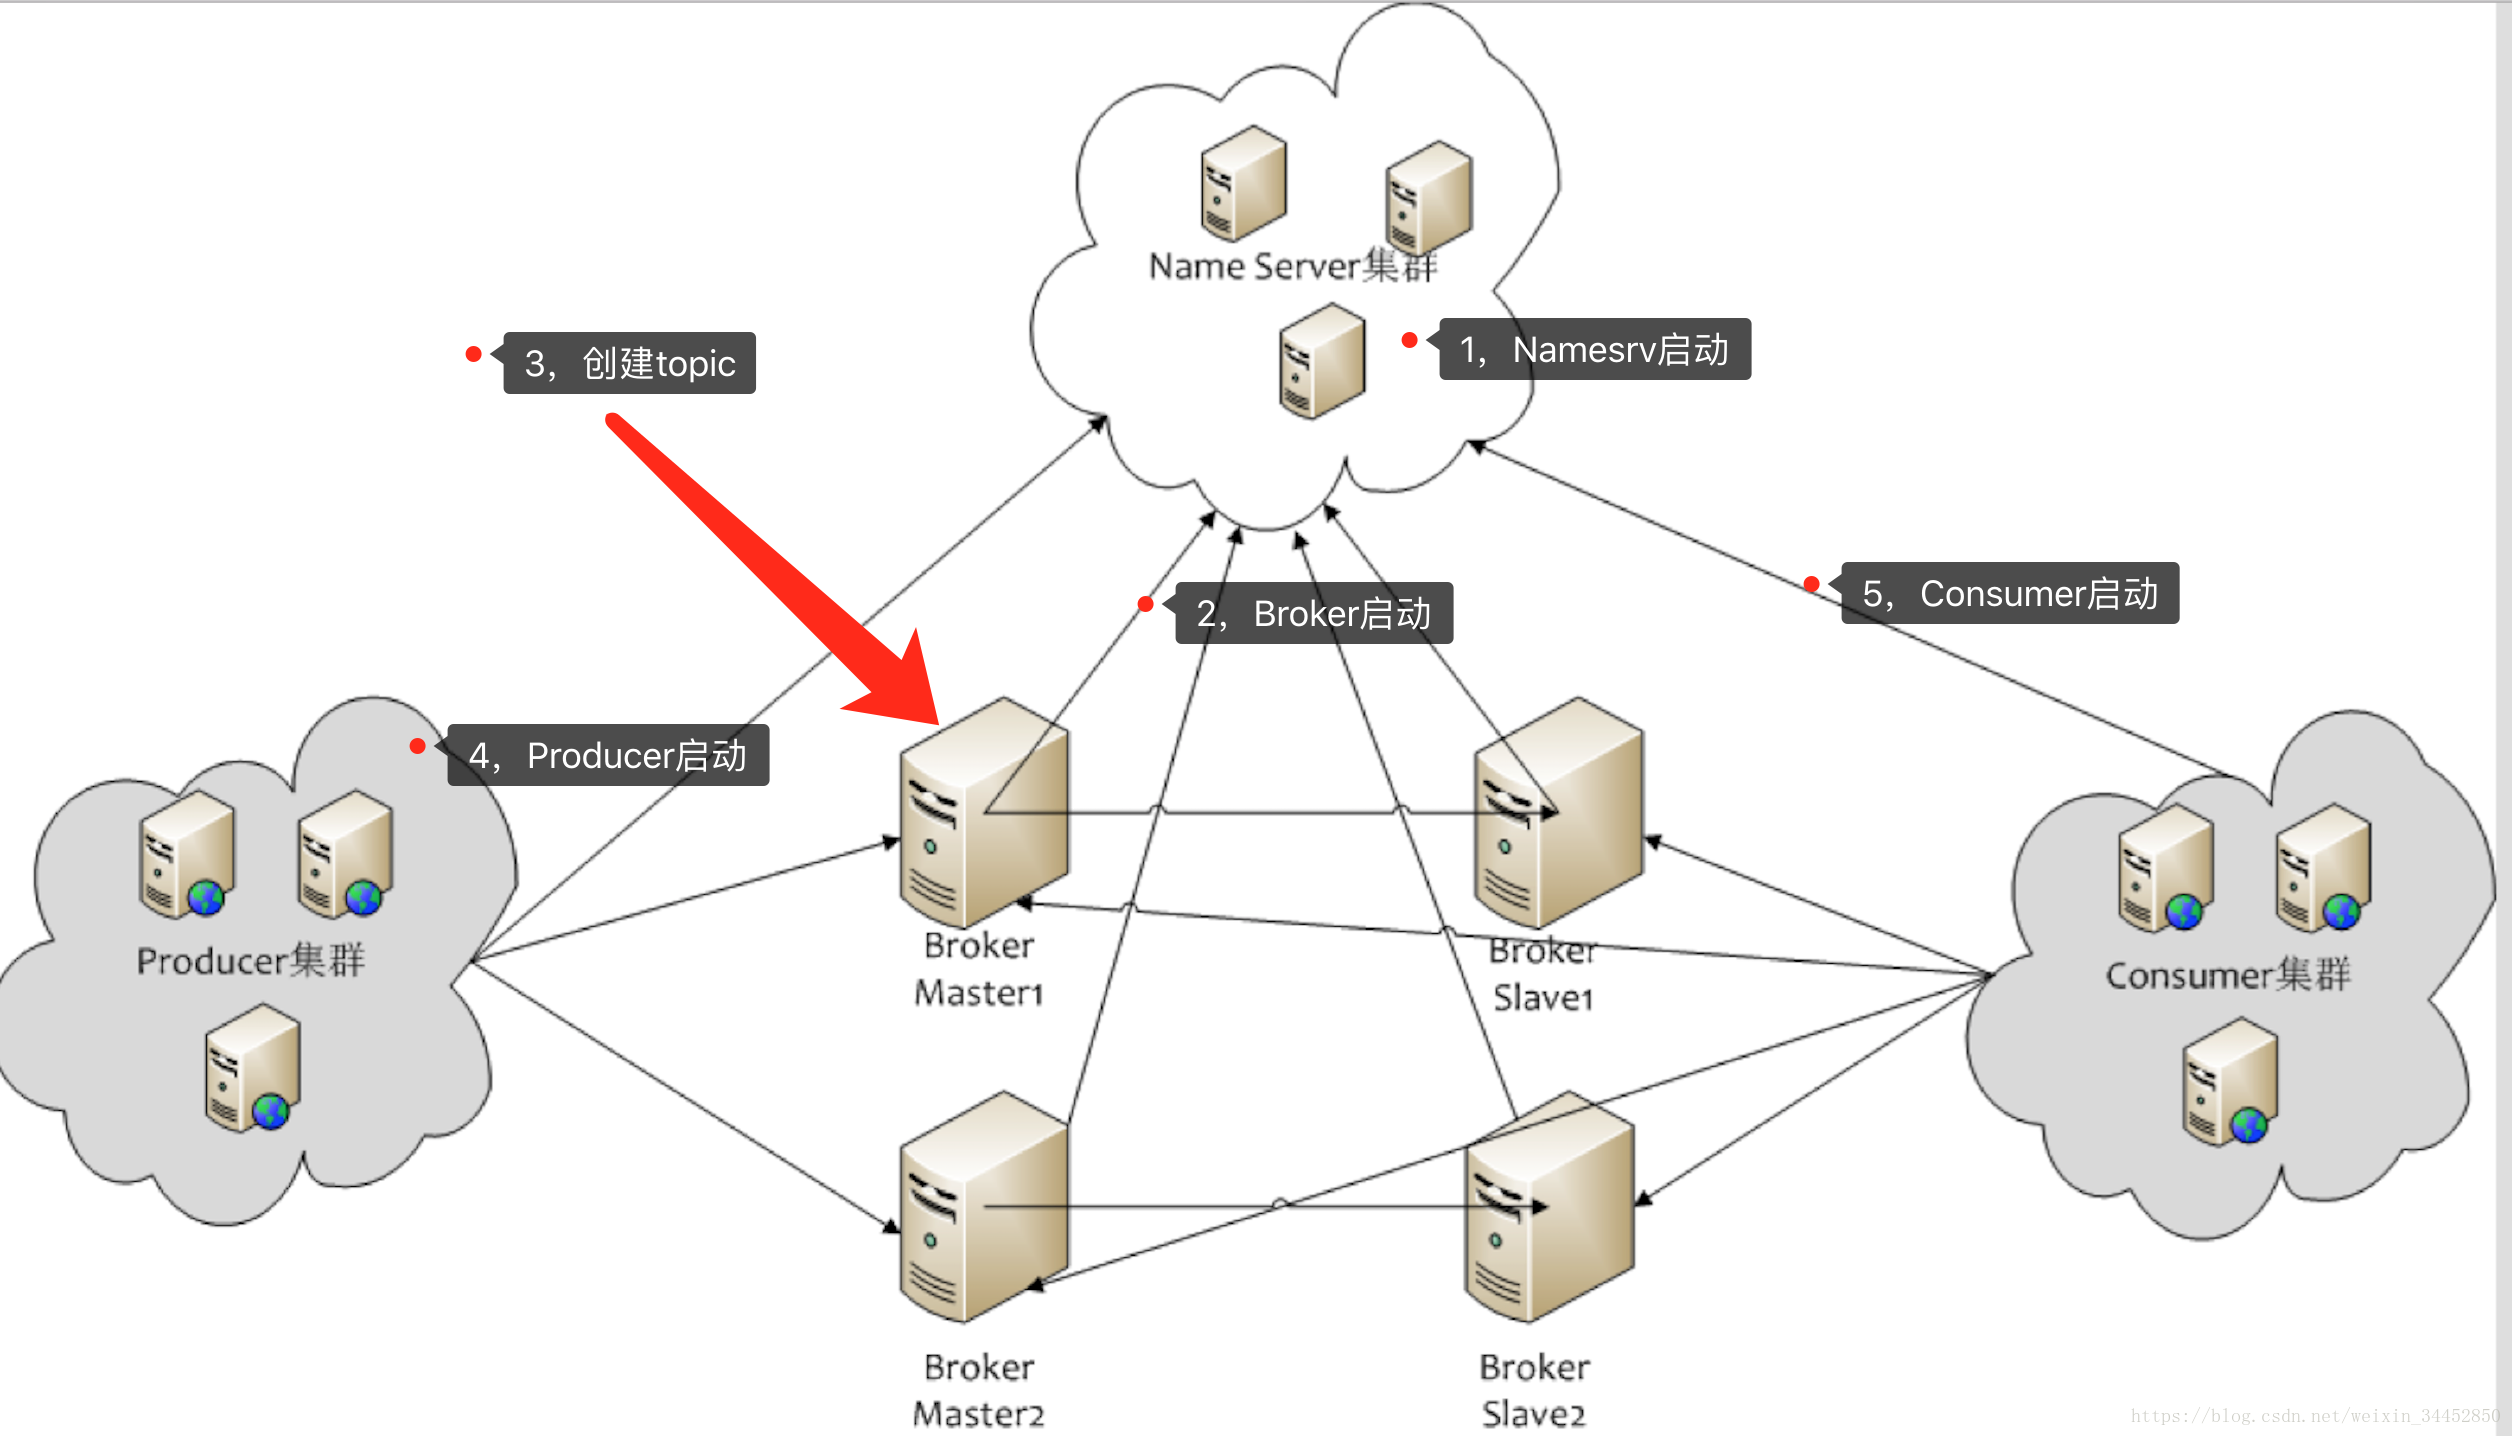 Name Server集群
1，Namesrv启动
3，创建topic
2，Broker启动
5，Consumer启动
4，Producer启动
Producer集群
Broker
Master1
Broker
Slave1
Consumer集群
Broker
Master2
Broker
Slave2
https://blog.csdn.net/weixin_34452850